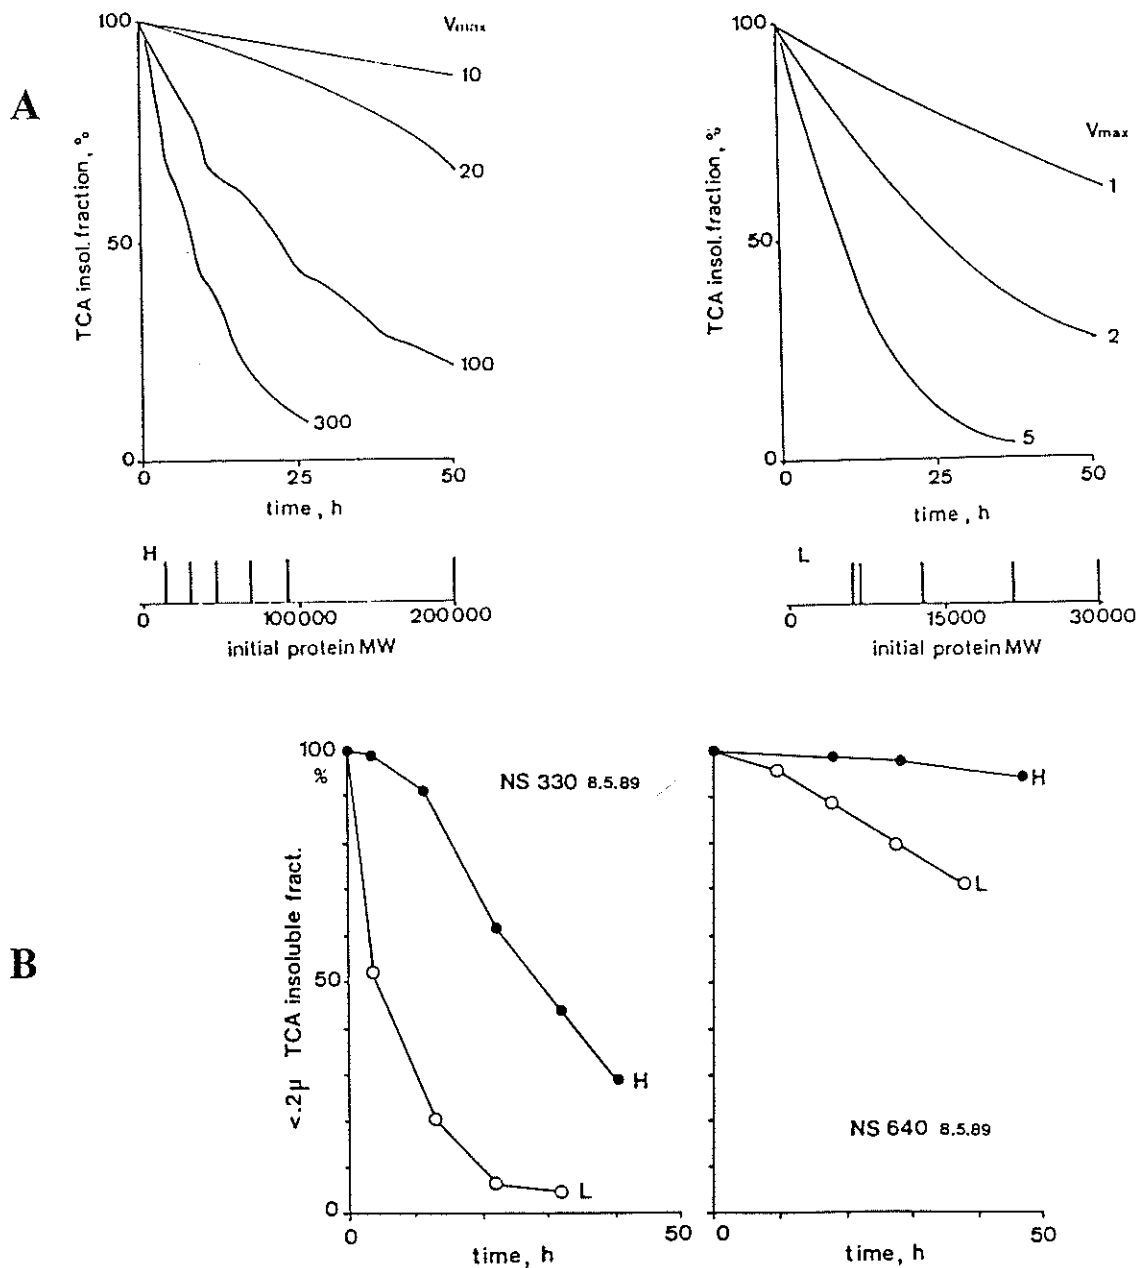 A
100
50
0
TCA insol. fraction, %
Vmax
10
20
100
300
0 25 50
time, h
H
0 100000 200000
initial protein MW
100
50
0
TCA insol. fraction, %
Vmax
1
2
5
0 25 50
time, h
L
0 15000 30000
initial protein MW
B
100
%
50
0
<.2µ TCA insoluble fract.
NS 330 8.5.89
H
L
0 50
time, h
H
L
NS 640 8.5.89
0 50
time, h